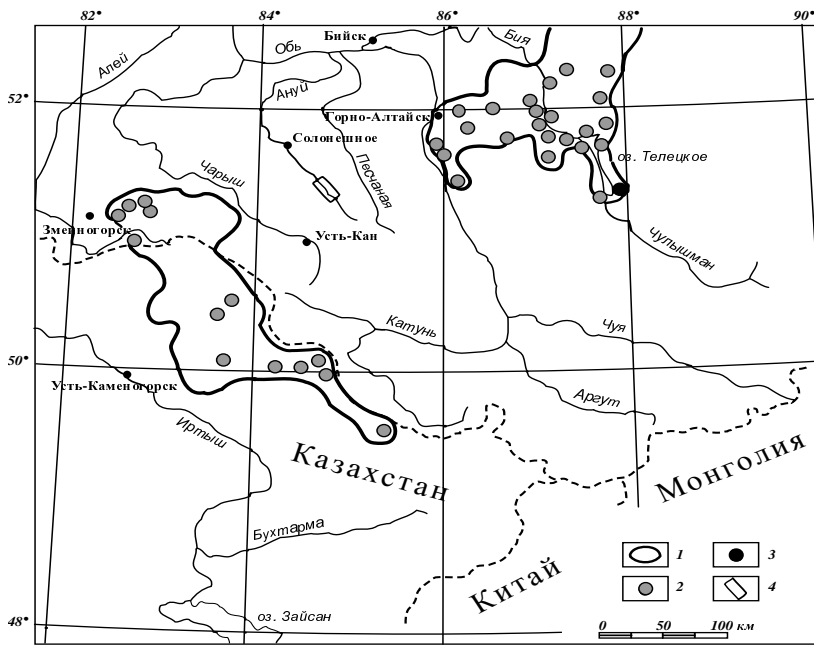 82° 84° 86° 88° 90°
Бийск
Бия
Обь
Алей
Ануй
52°
Горно-Алтайск
Солонешное
Песчаная
оз. Телецкое
Чарыш
Змеиногорск
Усть-Кан
Чулышман
Катунь
Чуя
50°
Усть-Каменогорск
Аргут
Иртыш
Казахстан
Монголия
Бухтарма
Китай
1
3
2
4
оз. Зайсан
48°
0 50 100 км